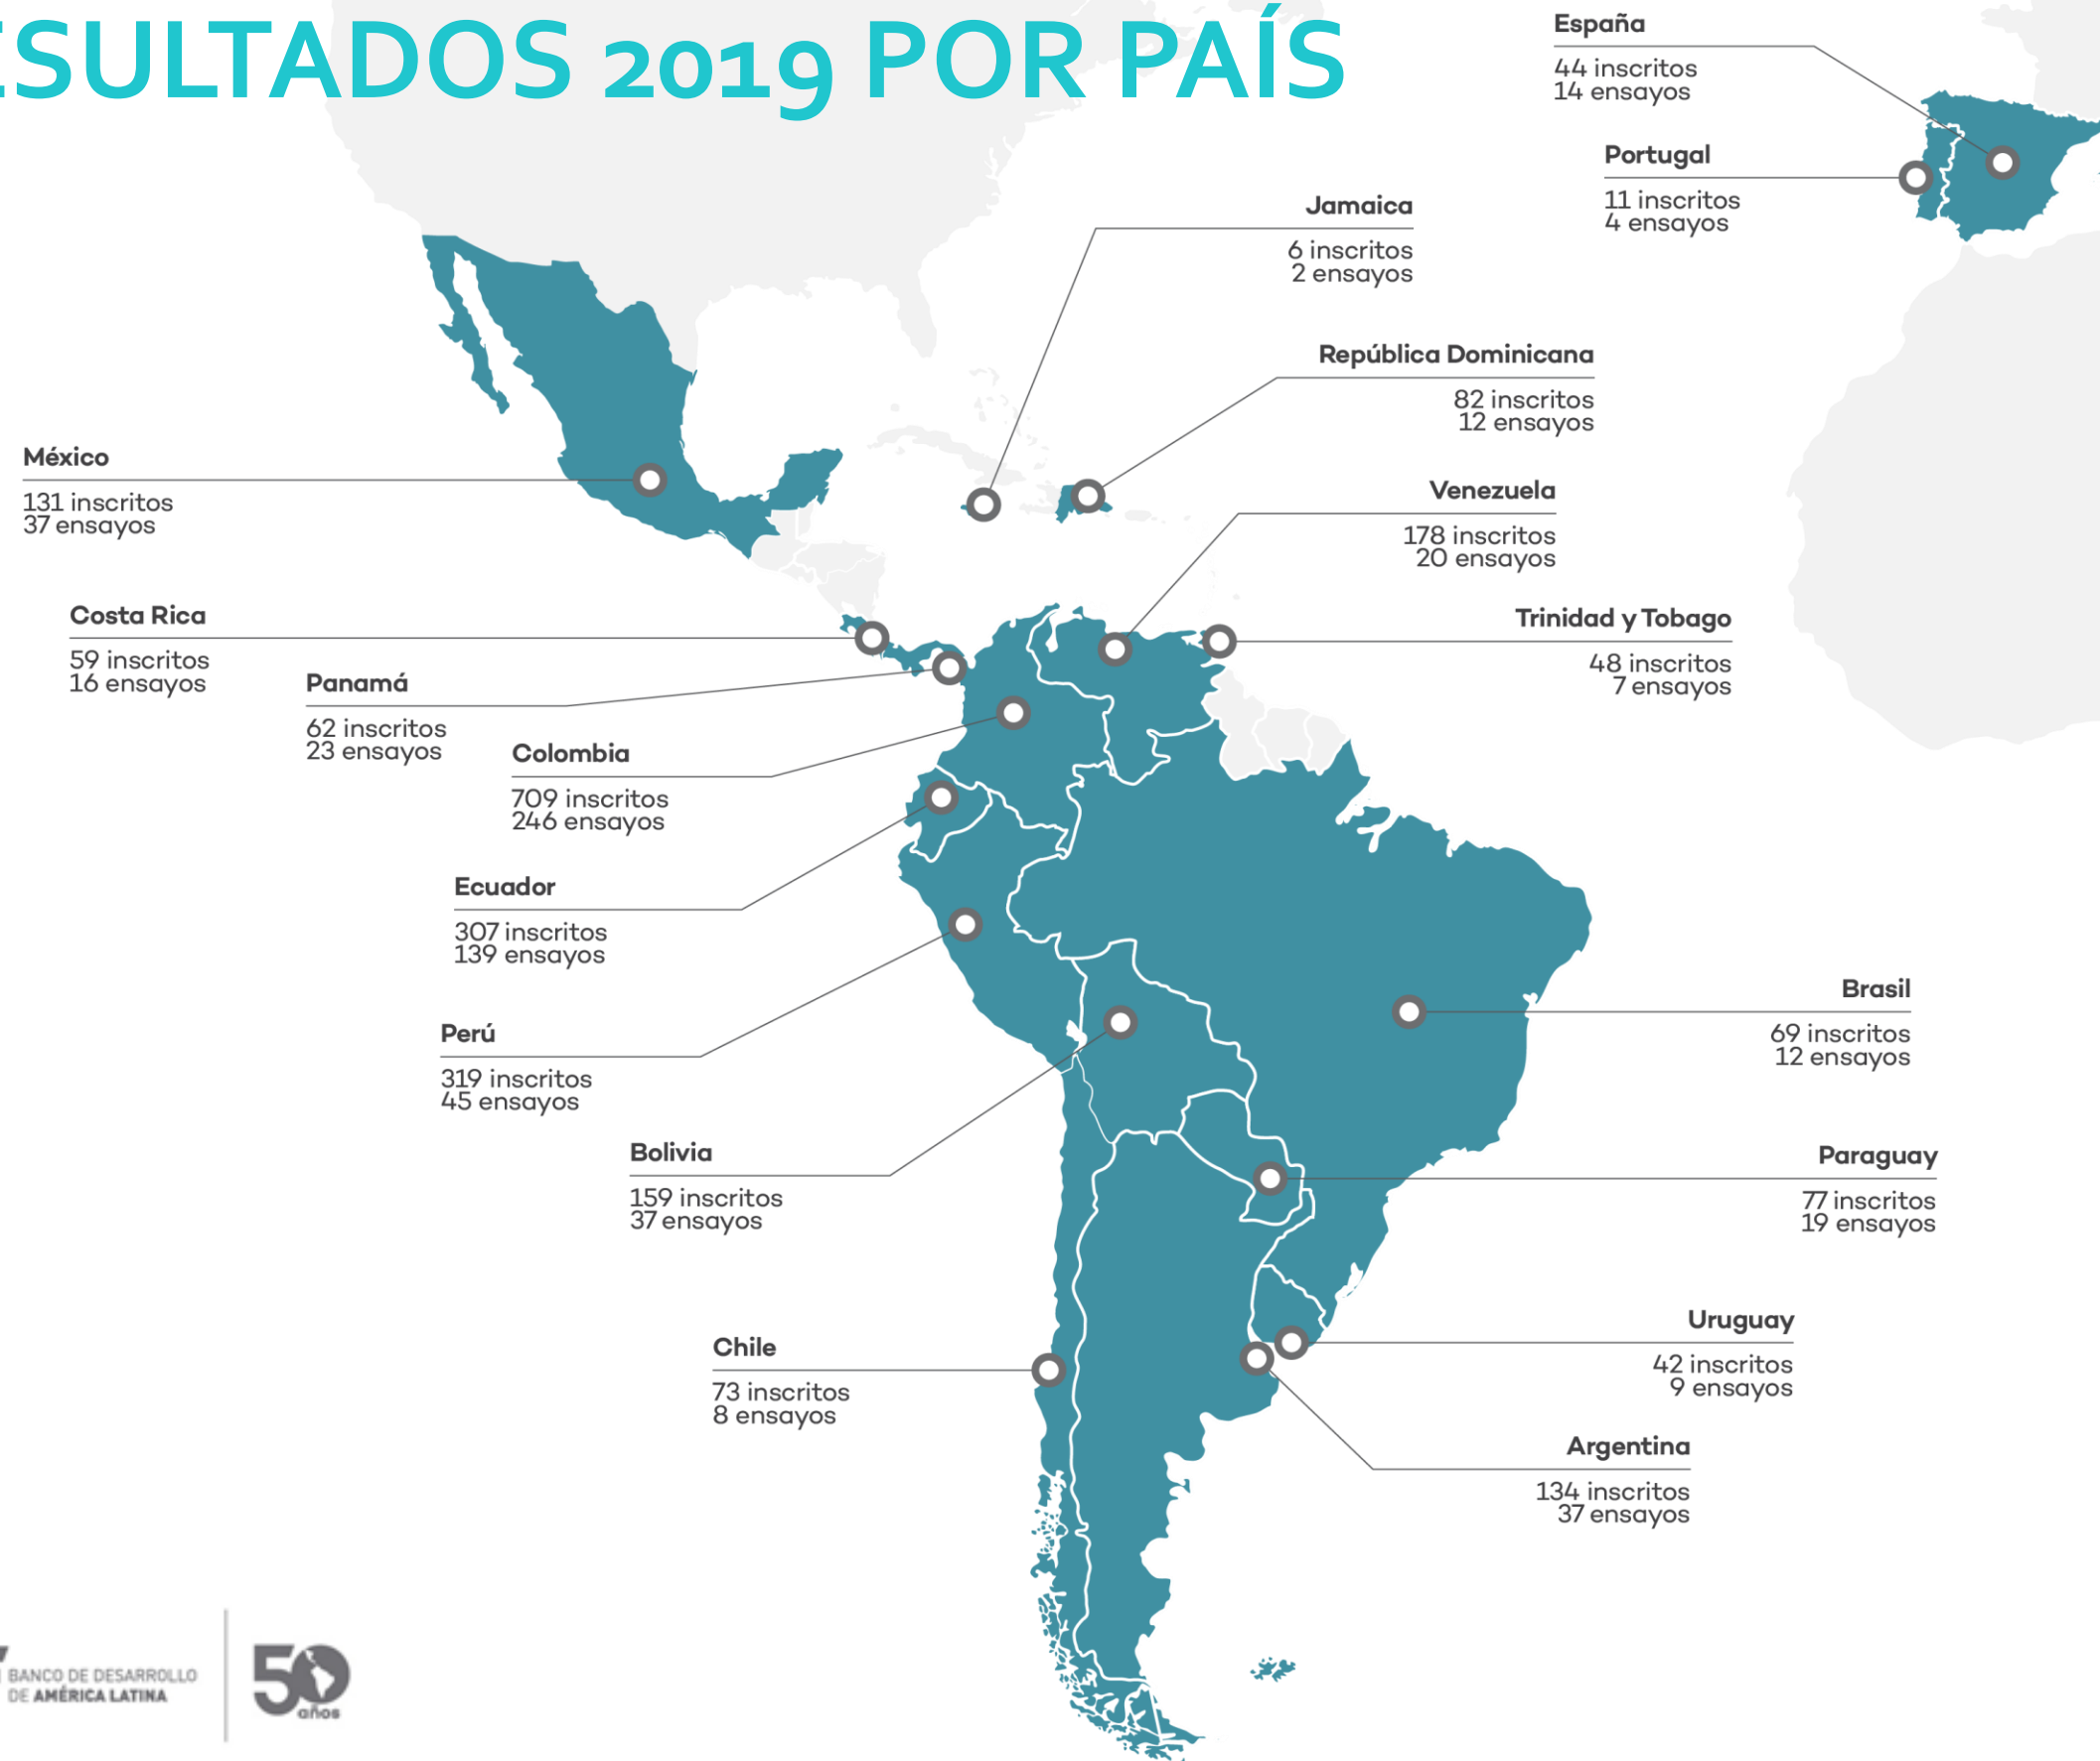 ESULTADOS 2019 POR PAÍS
España
44 inscritos
14 ensayos
Portugal
11 inscritos
4 ensayos
Jamaica
6 inscritos
2 ensayos
República Dominicana
82 inscritos
12 ensayos
México
131 inscritos
37 ensayos
Venezuela
178 inscritos
20 ensayos
Costa Rica
59 inscritos
16 ensayos
Trinidad y Tobago
48 inscritos
7 ensayos
Panamá
62 inscritos
23 ensayos
Colombia
709 inscritos
246 ensayos
Ecuador
307 inscritos
139 ensayos
Perú
319 inscritos
45 ensayos
Brasil
69 inscritos
12 ensayos
Bolivia
159 inscritos
37 ensayos
Paraguay
77 inscritos
19 ensayos
Chile
73 inscritos
8 ensayos
Uruguay
42 inscritos
9 ensayos
Argentina
134 inscritos
37 ensayos
BANCO DE DESARROLLO
DE AMÉRICA LATINA
50
años